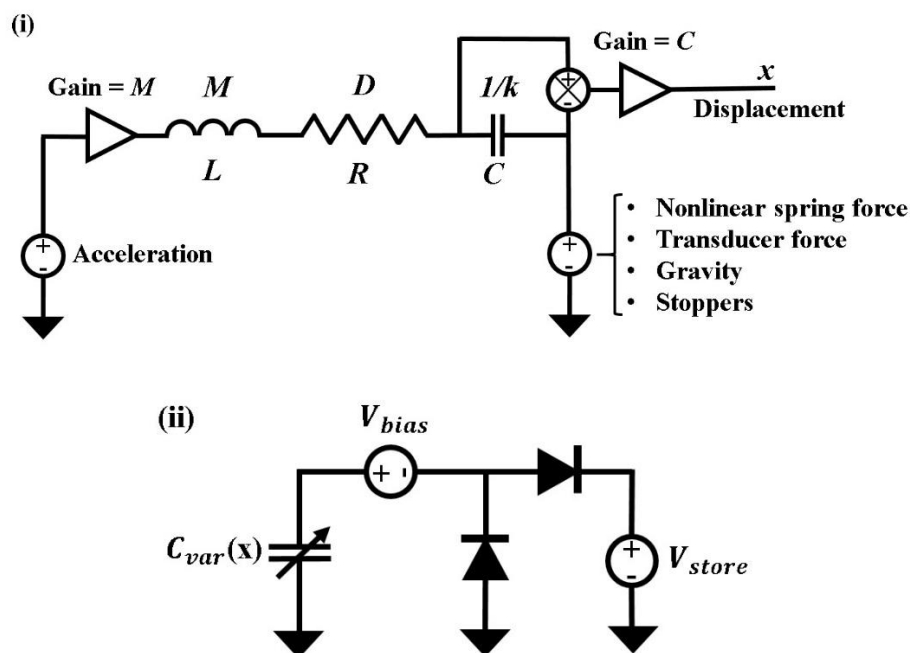 (i)
Gain = C
Gain = M
M
D
1/k
x
+
-
Displacement
L
R
C
+
-
Acceleration
+
-
• Nonlinear spring force
• Transducer force
• Gravity
• Stoppers
(ii)
V_bias
+ -
C_var(x)
+
-
V_store